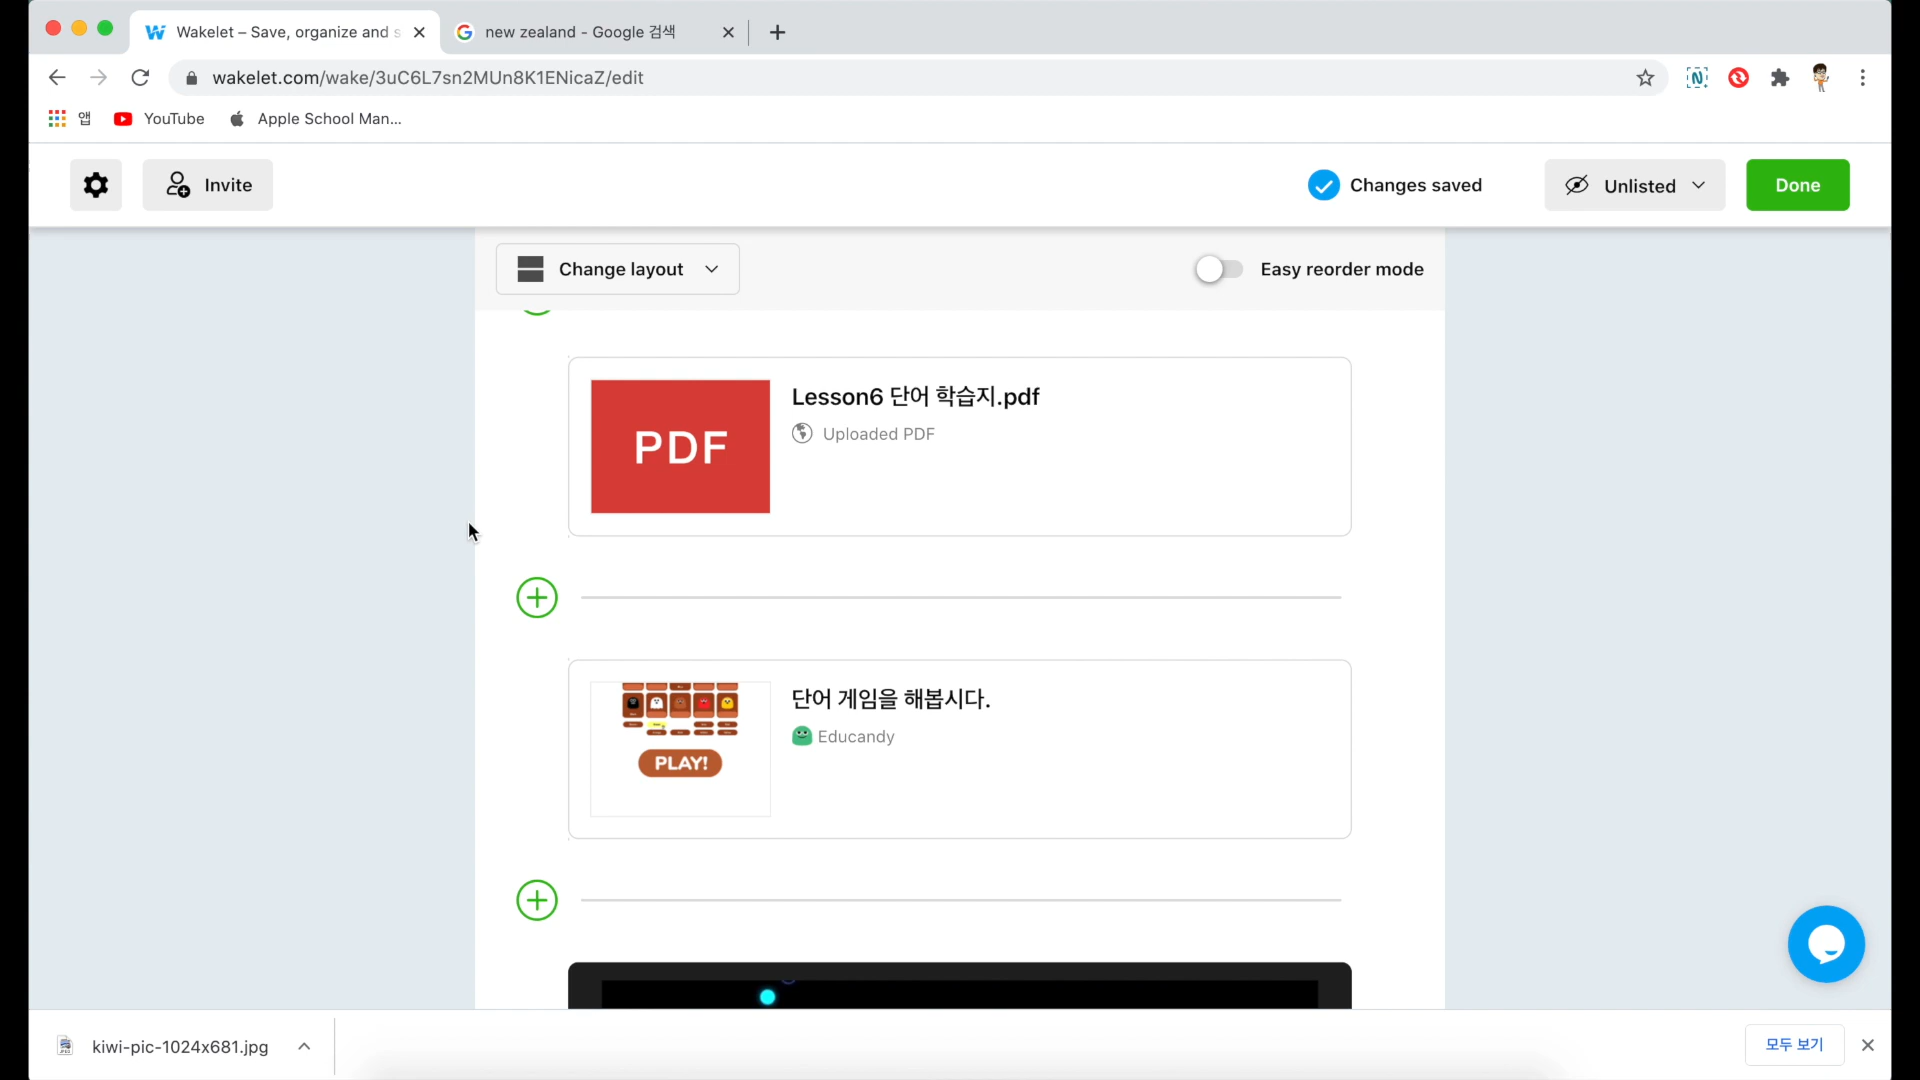 Wakelet – Save, organize and s
new zealand - Google 검색
wakelet.com/wake/3uC6L7sn2MUn8K1ENicaZ/edit
앱
YouTube
Apple School Man...
Invite
Changes saved
Unlisted
Done
Change layout
Easy reorder mode
PDF
Lesson6 단어 학습지.pdf
Uploaded PDF
단어 게임을 해봅시다.
Educandy
PLAY!
kiwi-pic-1024x681.jpg
모두 보기